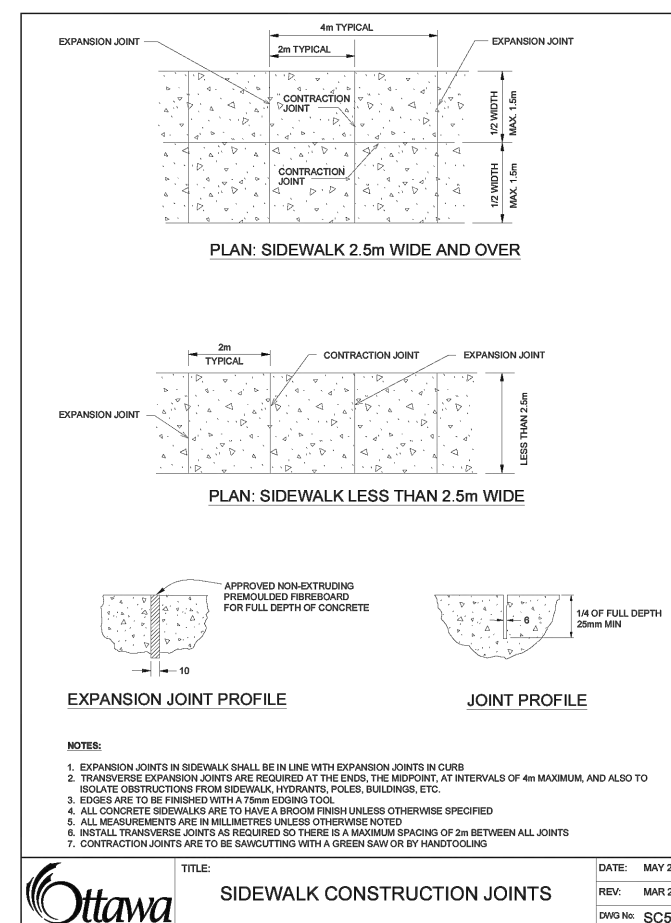 4m TYPICAL
EXPANSION JOINT
2m TYPICAL
EXPANSION JOINT
CONTRACTION
JOINT
1/2 WIDTH
MAX. 1.5m
CONTRACTION
JOINT
1/2 WIDTH
MAX. 1.5m
PLAN: SIDEWALK 2.5m WIDE AND OVER
2m
TYPICAL
CONTRACTION JOINT
EXPANSION JOINT
EXPANSION JOINT
LESS THAN 2.5m
PLAN: SIDEWALK LESS THAN 2.5m WIDE
APPROVED NON-EXTRUDING
PREMOULDED FIBREBOARD
FOR FULL DEPTH OF CONCRETE
10
EXPANSION JOINT PROFILE
6
1/4 OF FULL DEPTH
25mm MIN
JOINT PROFILE
NOTES:
1. EXPANSION JOINTS IN SIDEWALK SHALL BE IN LINE WITH EXPANSION JOINTS IN CURB
2. TRANSVERSE EXPANSION JOINTS ARE REQUIRED AT THE ENDS, THE MIDPOINT, AT INTERVALS OF 4m MAXIMUM, AND ALSO TO
ISOLATE OBSTRUCTIONS FROM SIDEWALK, HYDRANTS, POLES, BUILDINGS, ETC.
3. EDGES ARE TO BE FINISHED WITH A 75mm EDGING TOOL
4. ALL CONCRETE SIDEWALKS ARE TO HAVE A BROOM FINISH UNLESS OTHERWISE SPECIFIED
5. ALL MEASUREMENTS ARE IN MILLIMETRES UNLESS OTHERWISE NOTED
6. INSTALL TRANSVERSE JOINTS AS REQUIRED SO THERE IS A MAXIMUM SPACING OF 2m BETWEEN ALL JOINTS
7. CONTRACTION JOINTS ARE TO BE SAWCUTTING WITH A GREEN SAW OR BY HANDTOOLING
Ottawa
TITLE:
SIDEWALK CONSTRUCTION JOINTS
DATE: MAY 2
REV: MAR 2
DWG No: SC5